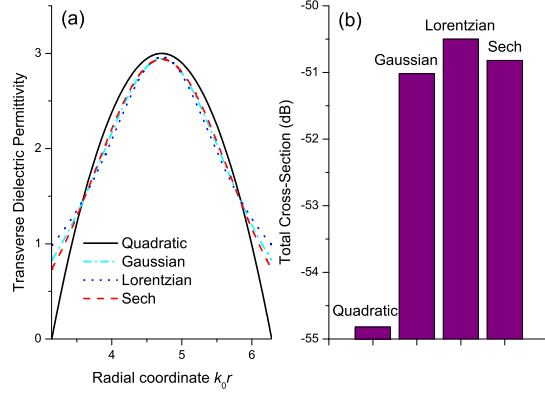 (a)
Transverse Dielectric Permittivity
3
2
1
0
Quadratic
Gaussian
Lorentzian
Sech
4
5
6
Radial coordinate k₀r
(b)
Total Cross-Section (dB)
-50
-51
-52
-53
-54
-55
Quadratic
Gaussian
Lorentzian
Sech